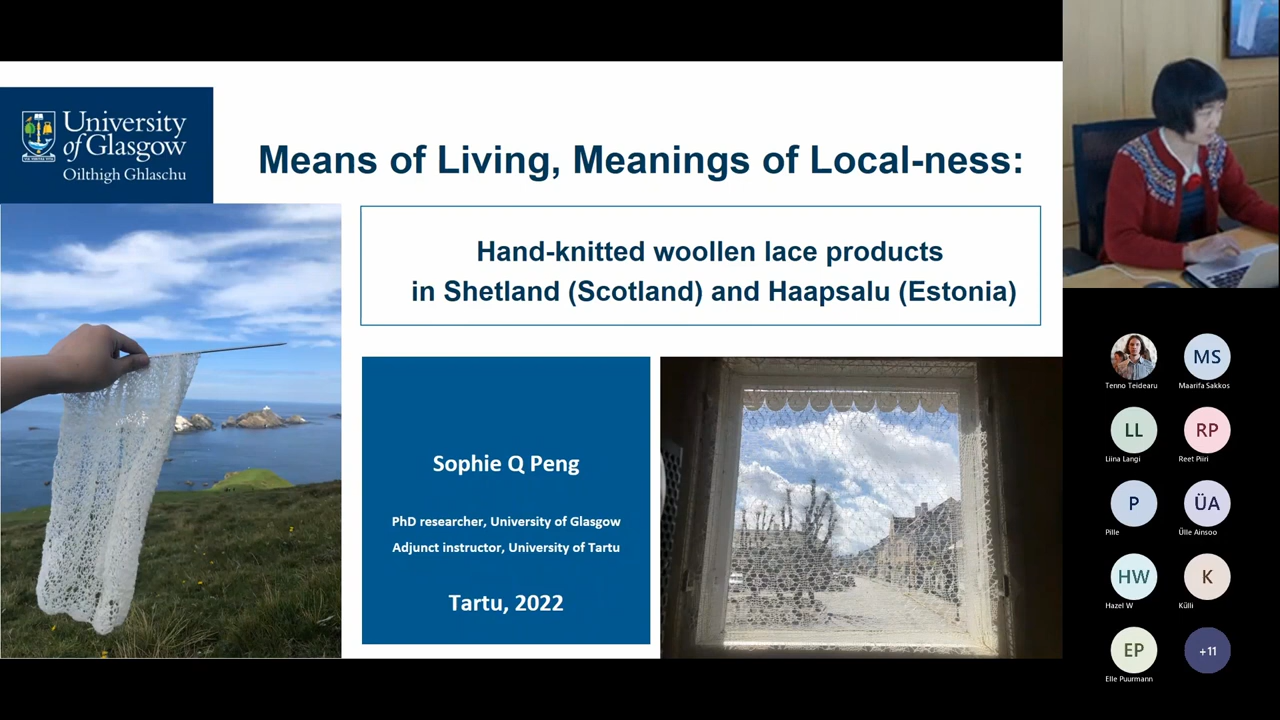 University
of Glasgow
Oilthigh Ghlaschu
Means of Living, Meanings of Local-ness:
Hand-knitted woollen lace products
in Shetland (Scotland) and Haapsalu (Estonia)
Sophie Q Peng
PhD researcher, University of Glasgow
Adjunct instructor, University of Tartu
Tartu, 2022
Tenno Teidearu
MS
Maarifa Sakkos
LL
Liina Langi
RP
Reet Piiri
P
Pille
ÜA
Ülle Ainsoo
HW
Hazel W
K
Külli
EP
Elle Puurmann
+11